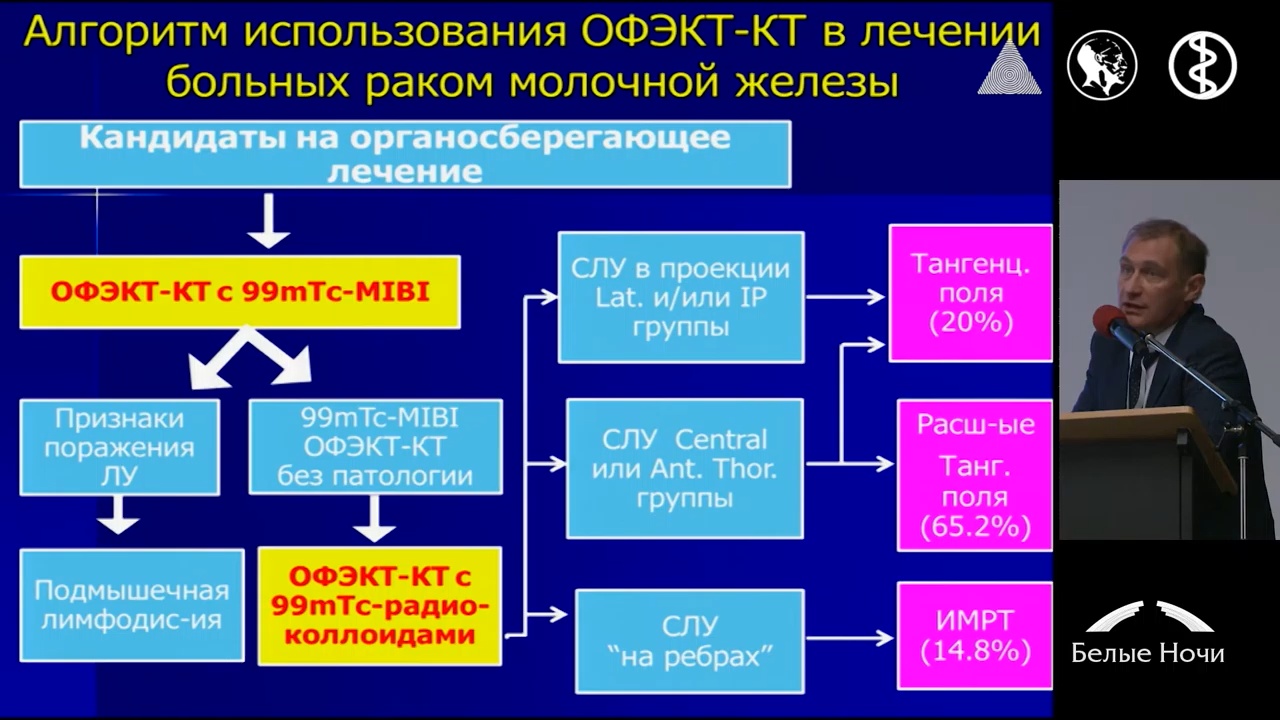 Алгоритм использования ОФЭКТ-КТ в лечении
больных раком молочной железы
Кандидаты на органосберегающее
лечение
ОФЭКТ-КТ с 99mTc-MIBI
Признаки
поражения
ЛУ
99mTc-MIBI
ОФЭКТ-КТ
без патологии
Подмышечная
лимфодис-ия
ОФЭКТ-КТ с
99mTc-радио-
коллоидами
СЛУ в проекции
Lat. и/или IP
группы
СЛУ Central
или Ant. Thor.
группы
СЛУ
“на ребрах”
Тангенц.
поля
(20%)
Расш-ые
Танг.
поля
(65.2%)
ИМРТ
(14.8%)
Белые Ночи